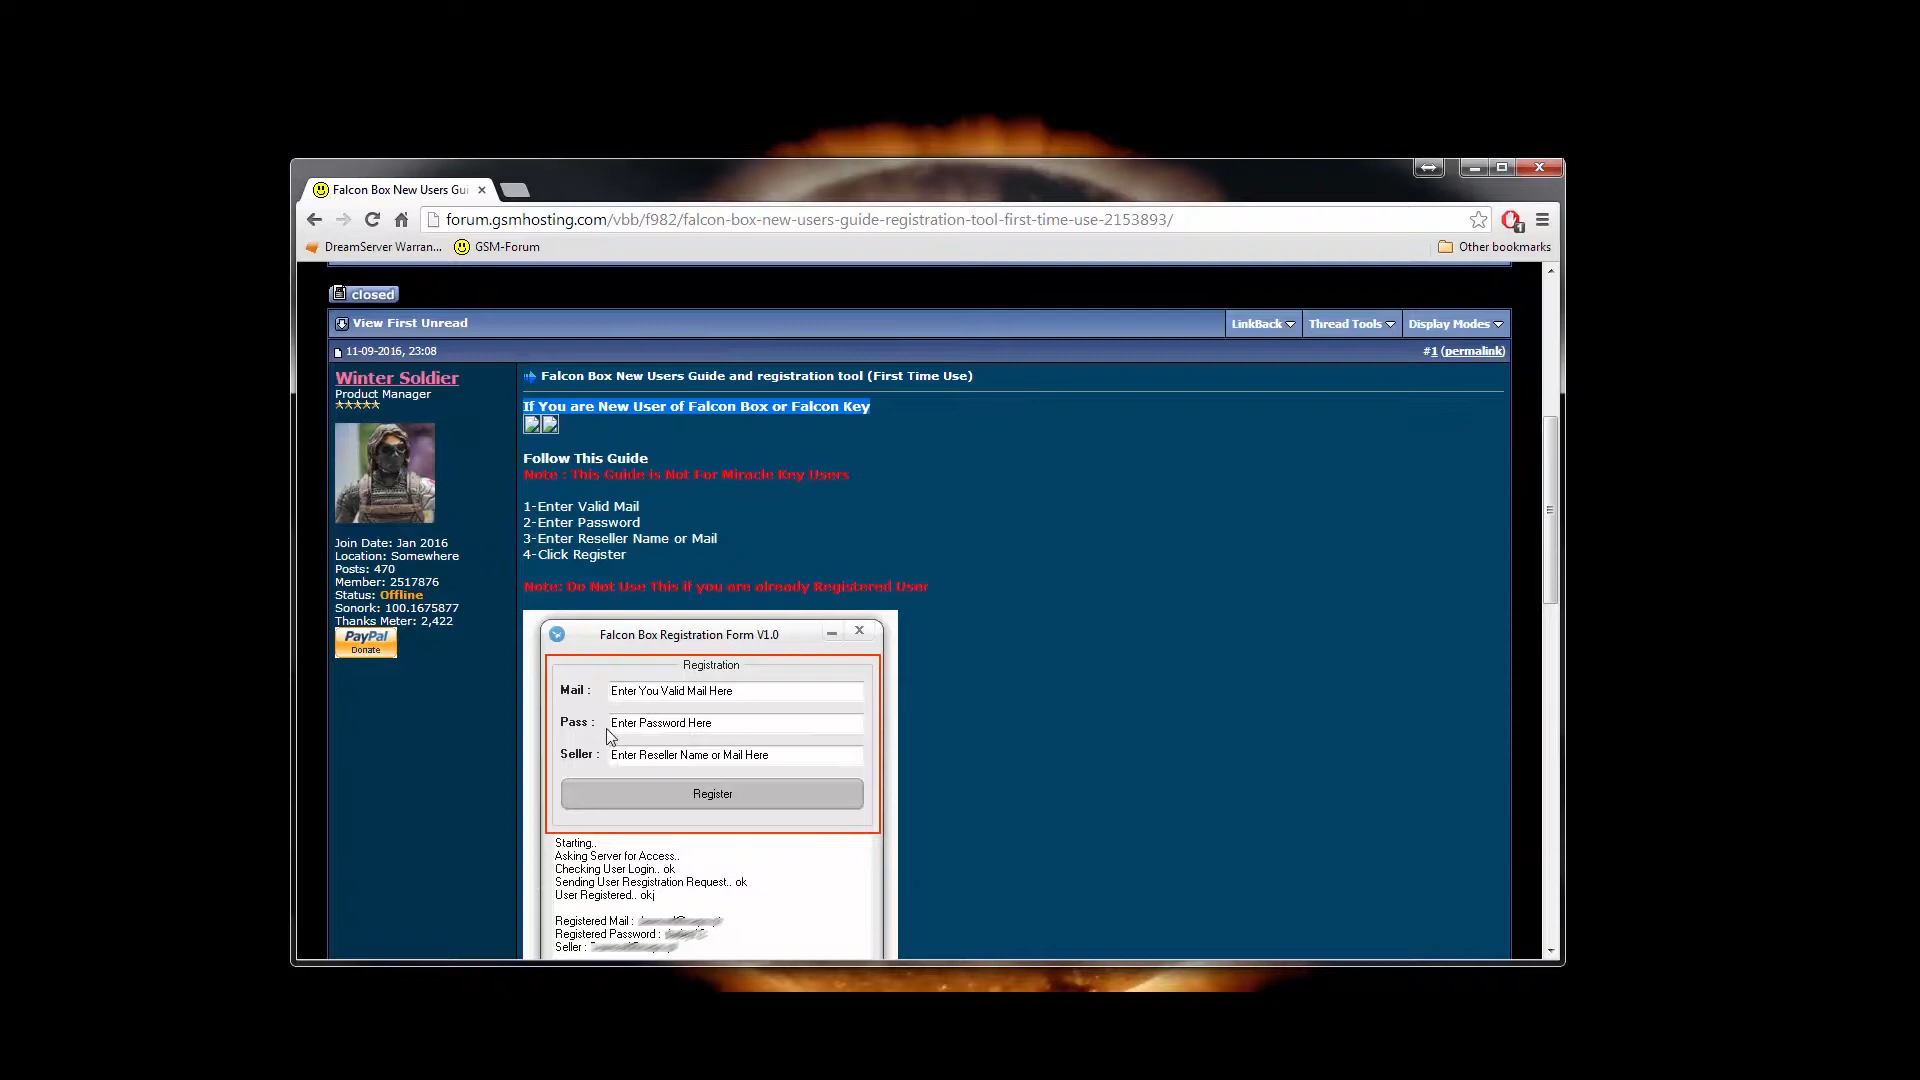 Falcon Box New Users Gui
forum.gsmhosting.com/vbb/f982/falcon-box-new-users-guide-registration-tool-first-time-use-2153893/
DreamServer Warran...
GSM-Forum
Other bookmarks
closed
View First Unread
LinkBack
Thread Tools
Display Modes
11-09-2016, 23:08
#1 (permalink)
Winter Soldier
Product Manager
Join Date: Jan 2016
Location: Somewhere
Posts: 470
Member: 2517876
Status: Offline
Sonork: 100.1675877
Thanks Meter: 2,422
PayPal
Donate
Falcon Box New Users Guide and registration tool (First Time Use)
If You are New User of Falcon Box or Falcon Key
Follow This Guide
Note : This Guide is Not For Miracle Key Users
1-Enter Valid Mail
2-Enter Password
3-Enter Reseller Name or Mail
4-Click Register
Note: Do Not Use This if you are already Registered User
Falcon Box Registration Form V1.0
Registration
Mail : Enter You Valid Mail Here
Pass : Enter Password Here
Seller : Enter Reseller Name or Mail Here
Register
Starting..
Asking Server for Access..
Checking User Login.. ok
Sending User Resgistration Request.. ok
User Registered.. okj
Registered Mail :
Registered Password :
Seller :